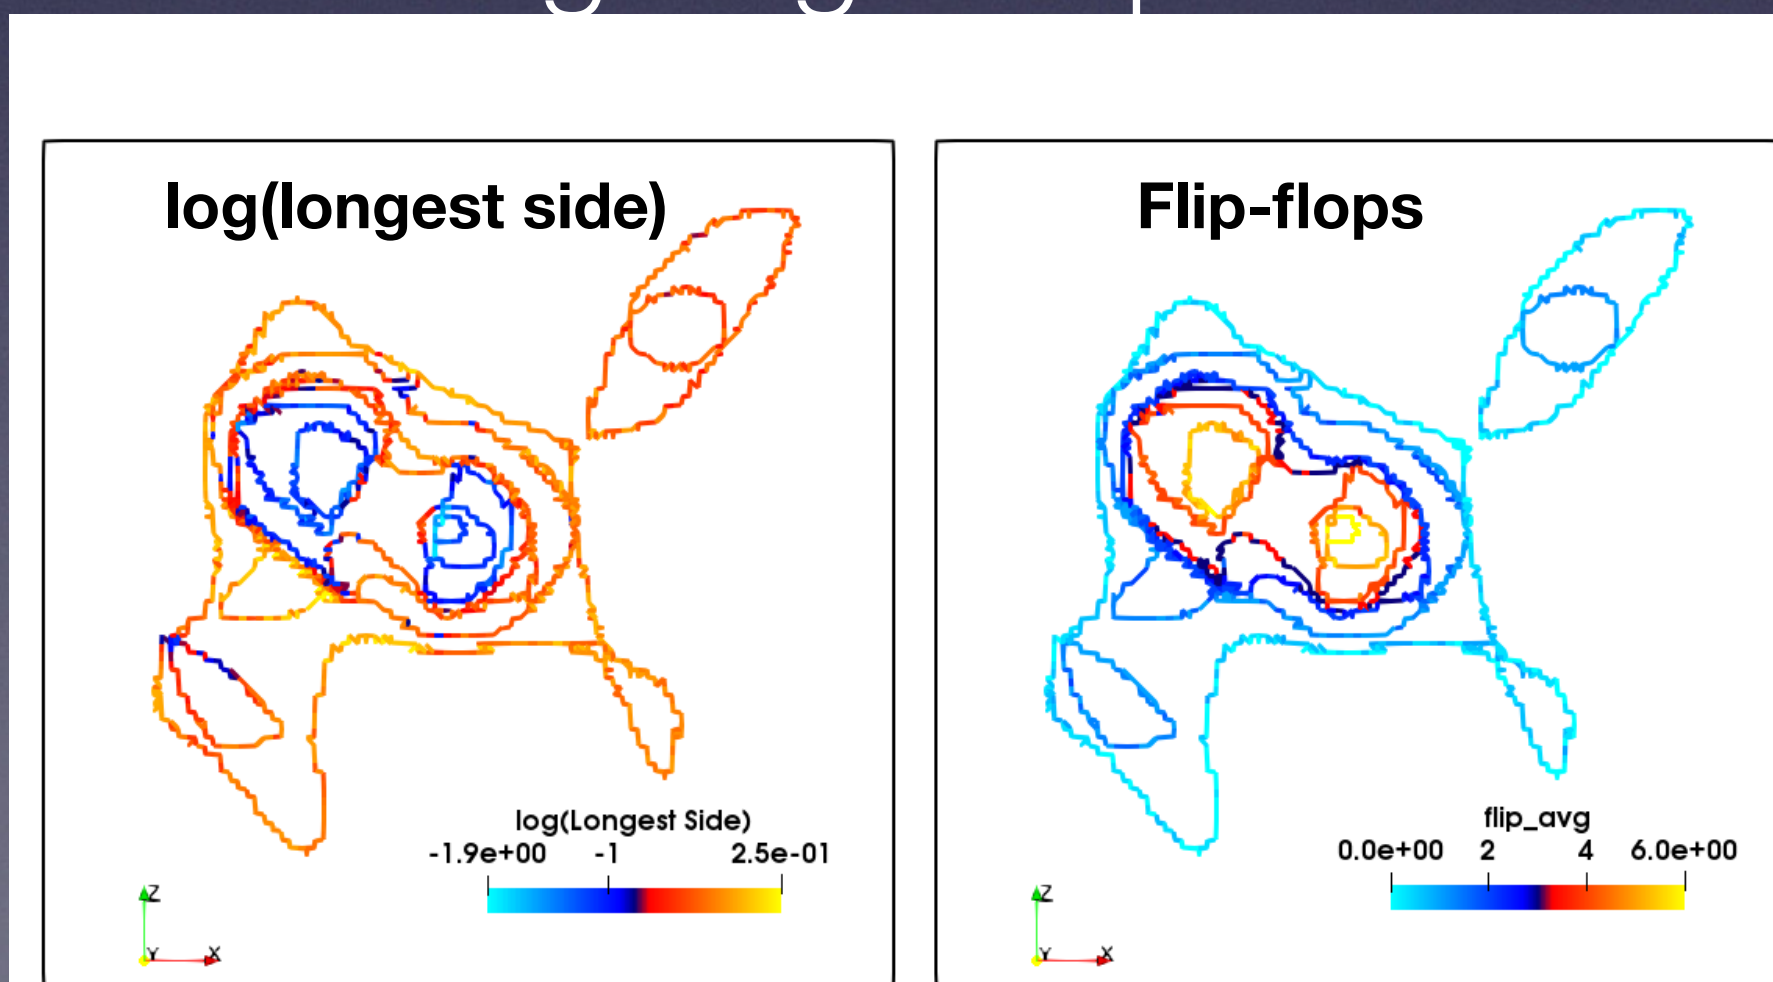 log(longest side)
Flip-flops
log(Longest Side)
-1.9e+00 -1 2.5e-01
flip_avg
0.0e+00 2 4 6.0e+00
Z
Y X
Z
Y X